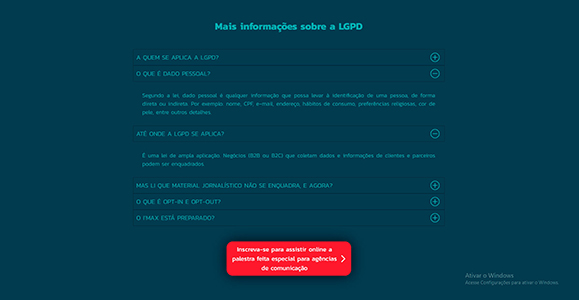 Mais informações sobre a LGPD
A QUEM SE APLICA A LGPD?
O QUE É DADO PESSOAL?
Segundo a lei, dado pessoal é qualquer informação que possa levar à identificação de uma pessoa, de forma
direta ou indireta. Por exemplo: nome, CPF, e-mail, endereço, hábitos de consumo, preferências religiosas, cor de
pele, entre outros detalhes.
ATÉ ONDE A LGPD SE APLICA?
É uma lei de ampla aplicação. Negócios (B2B ou B2C) que coletam dados e informações de clientes e parceiros
podem ser enquadrados.
MAS LI QUE MATERIAL JORNALÍSTICO NÃO SE ENQUADRA, E AGORA?
O QUE É OPT-IN E OPT-OUT?
O I'MAX ESTÁ PREPARADO?
Inscreva-se para assistir online a
palestra feita especial para agências
de comunicação
Ativar o Windows
Acesse Configurações para ativar o Windows.